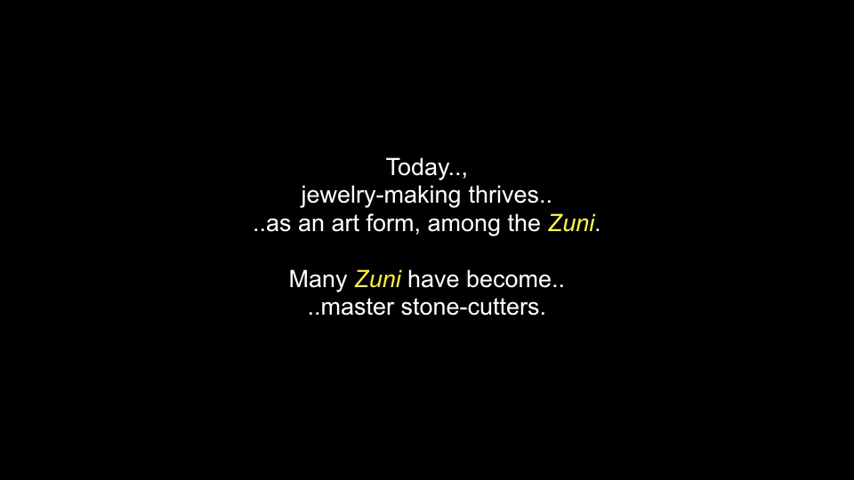 Today..,
jewelry-making thrives..
..as an art form, among the Zuni.
Many Zuni have become..
..master stone-cutters.